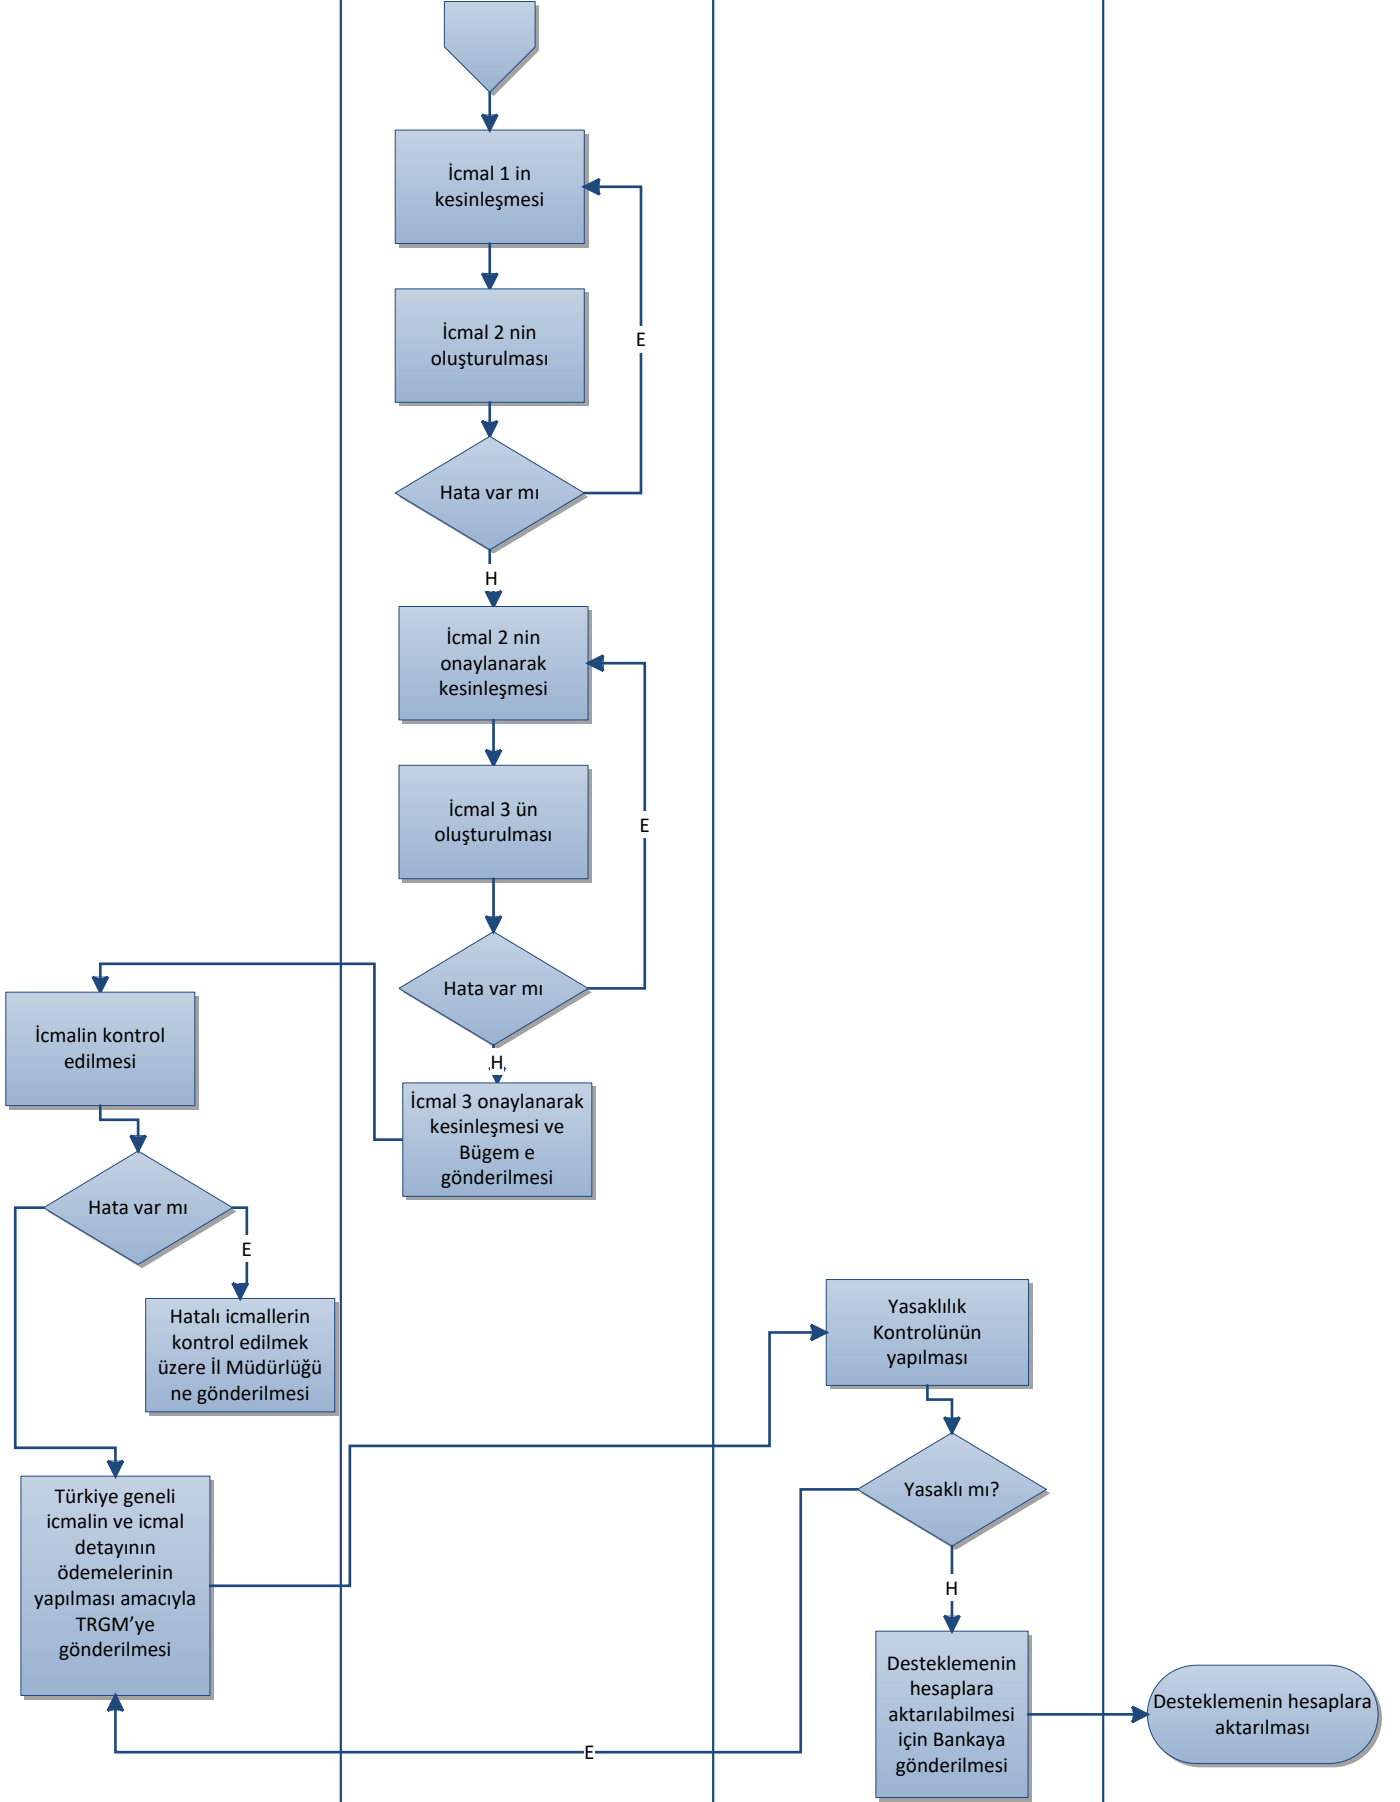 İcmal 1 in
kesinleşmesi
İcmal 2 nin
oluşturulması
E
Hata var mı
H
İcmal 2 nin
onaylanarak
kesinleşmesi
İcmal 3 ün
oluşturulması
E
Hata var mı
H
İcmal 3 onaylanarak
kesinleşmesi ve
Bügem e
gönderilmesi
İcmalin kontrol
edilmesi
Hata var mı
E
Hatalı icmallerin
kontrol edilmek
üzere İl Müdürlüğü
ne gönderilmesi
Türkiye geneli
icmalin ve icmal
detayının
ödemelerinin
yapılması amacıyla
TRGM’ye
gönderilmesi
Yasaklılık
Kontrolünün
yapılması
Yasaklı mı?
E
H
Desteklemenin
hesaplara
aktarılabilmesi
için Bankaya
gönderilmesi
Desteklemenin hesaplara
aktarılması